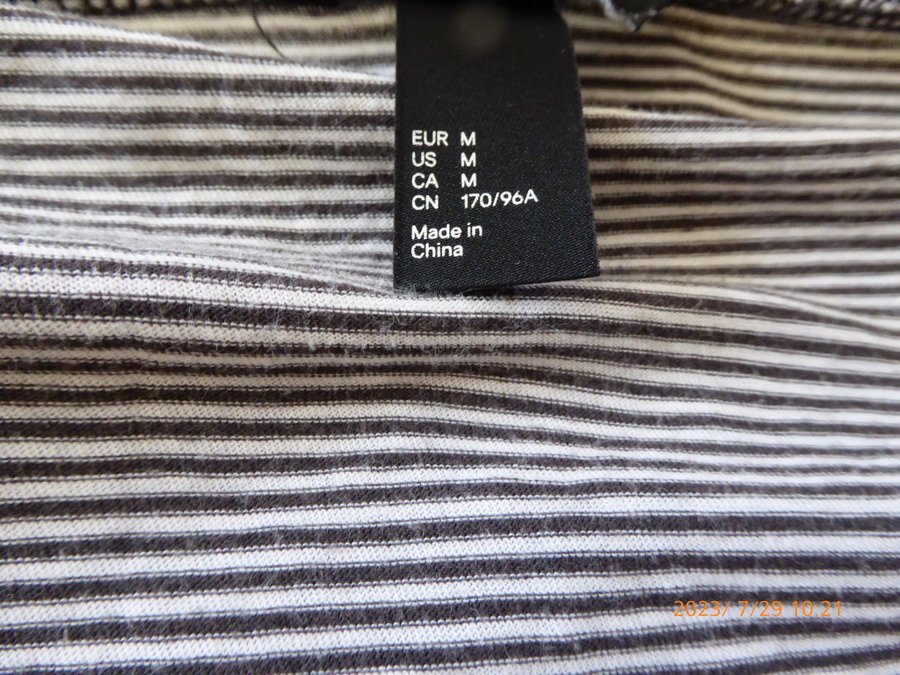 EUR M
US M
CA M
CN 170/96A
Made in
China
2023/ 7/29 10:21